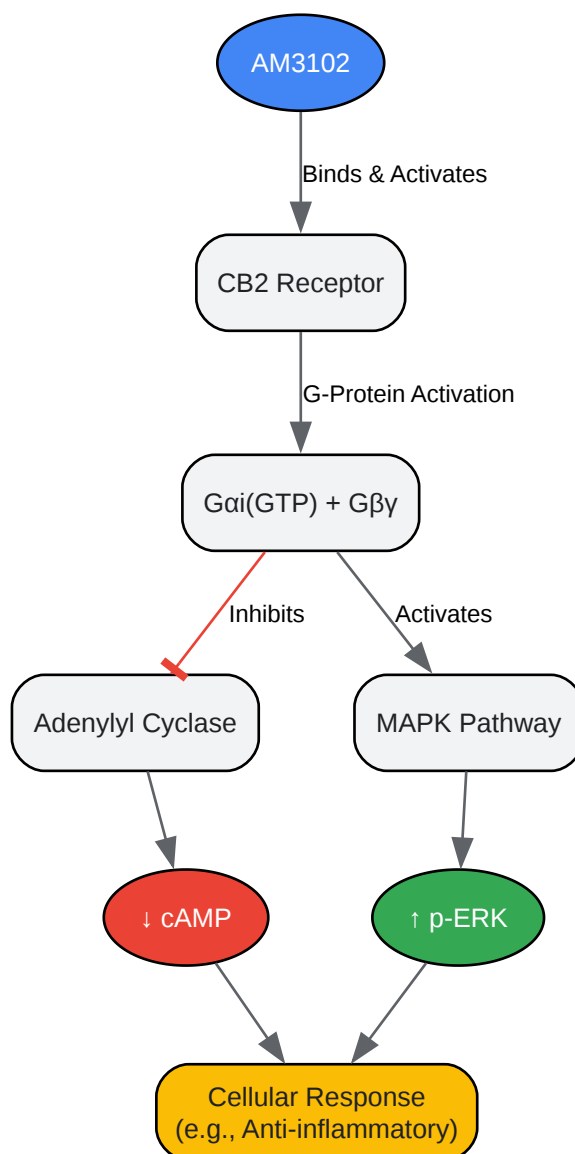 AM3102
Binds & Activates
CB2 Receptor
G-Protein Activation
Gαi(GTP) + Gβγ
Inhibits
Activates
Adenylyl Cyclase
MAPK Pathway
↓ cAMP
↑ p-ERK
Cellular Response
(e.g., Anti-inflammatory)